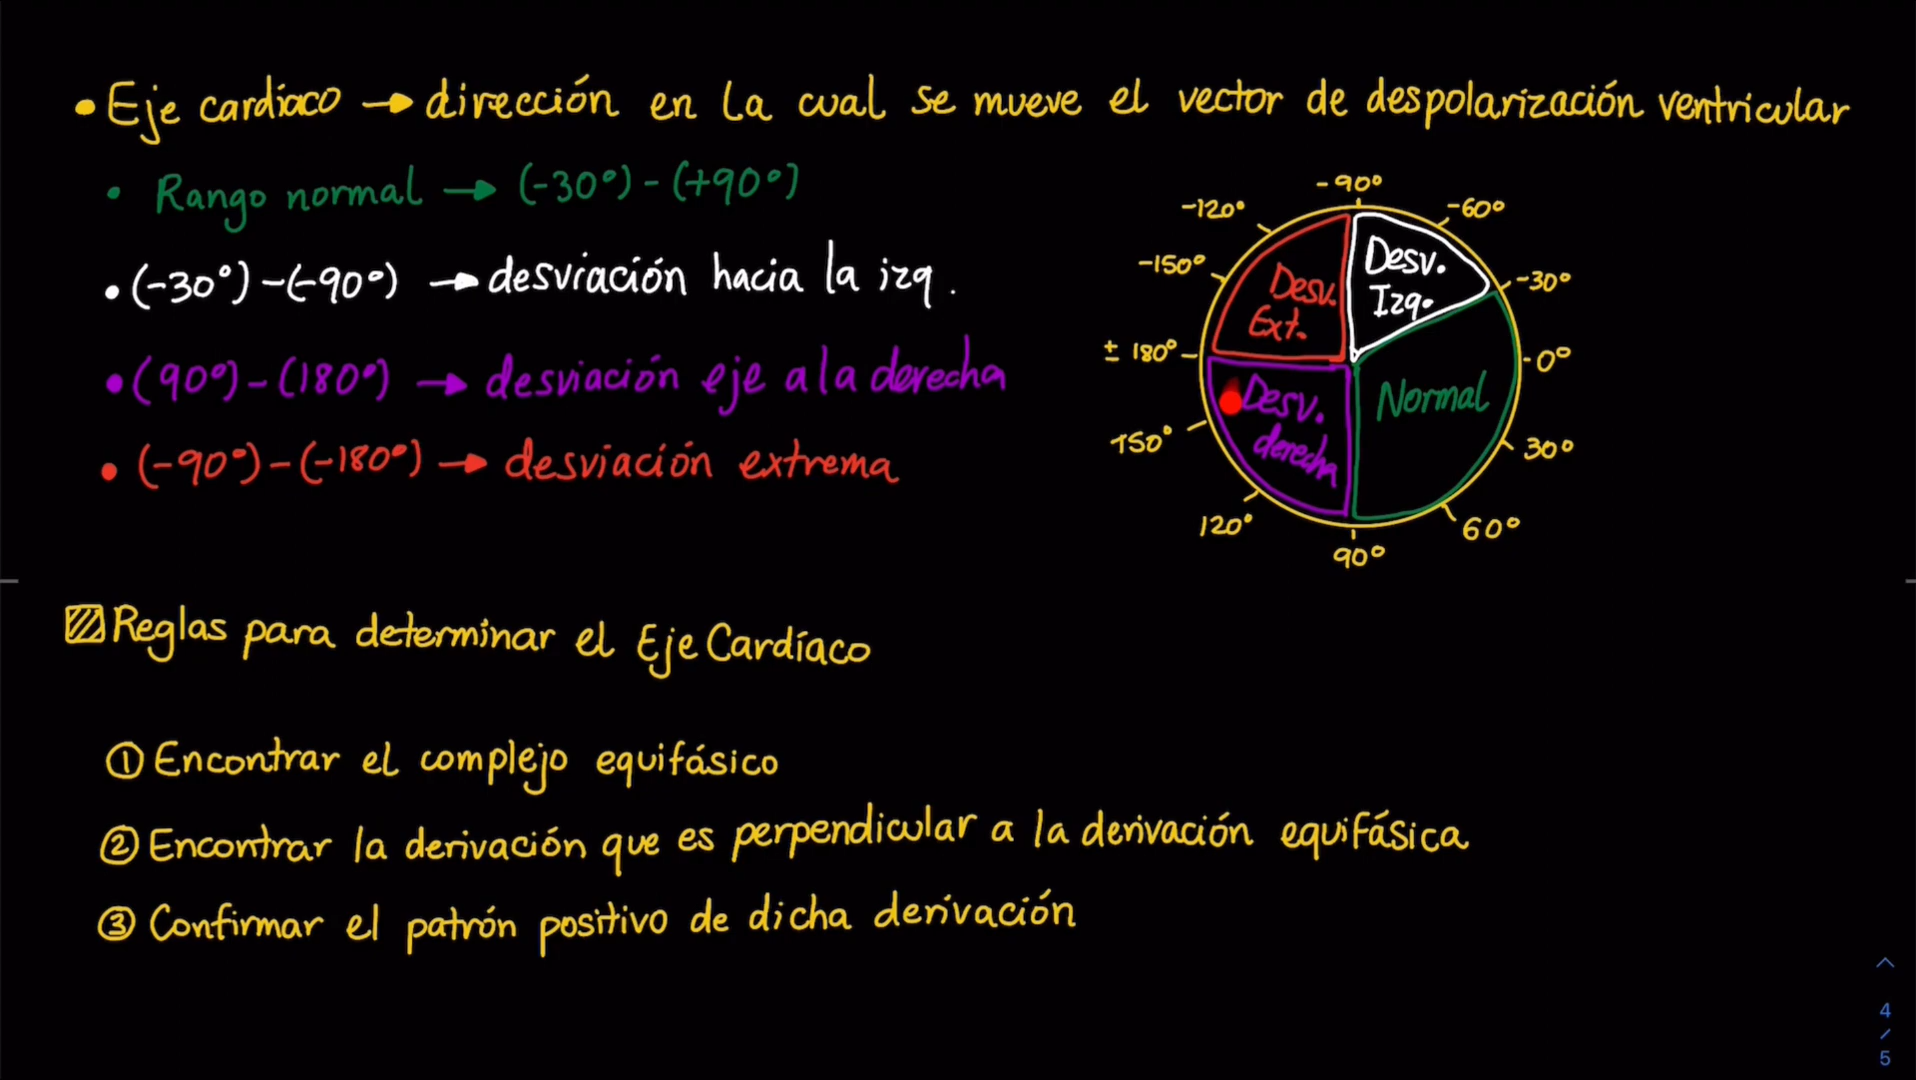 • Eje cardíaco → dirección en la cual se mueve el vector de despolarización ventricular
• Rango normal → (-30°) - (+90°)
• (-30°) - (-90°) → desviación hacia la izq.
• (90°) - (180°) → desviación eje a la derecha
• (-90°) - (-180°) → desviación extrema
-90°
-120°
-60°
-150°
-30°
± 180°
0°
150°
30°
120°
60°
90°
Desv.
Ext.
Desv.
Izq.
Desv.
derecha
Normal
Reglas para determinar el Eje Cardíaco
① Encontrar el complejo equifásico
② Encontrar la derivación que es perpendicular a la derivación equifásica
③ Confirmar el patrón positivo de dicha derivación
4
/
5